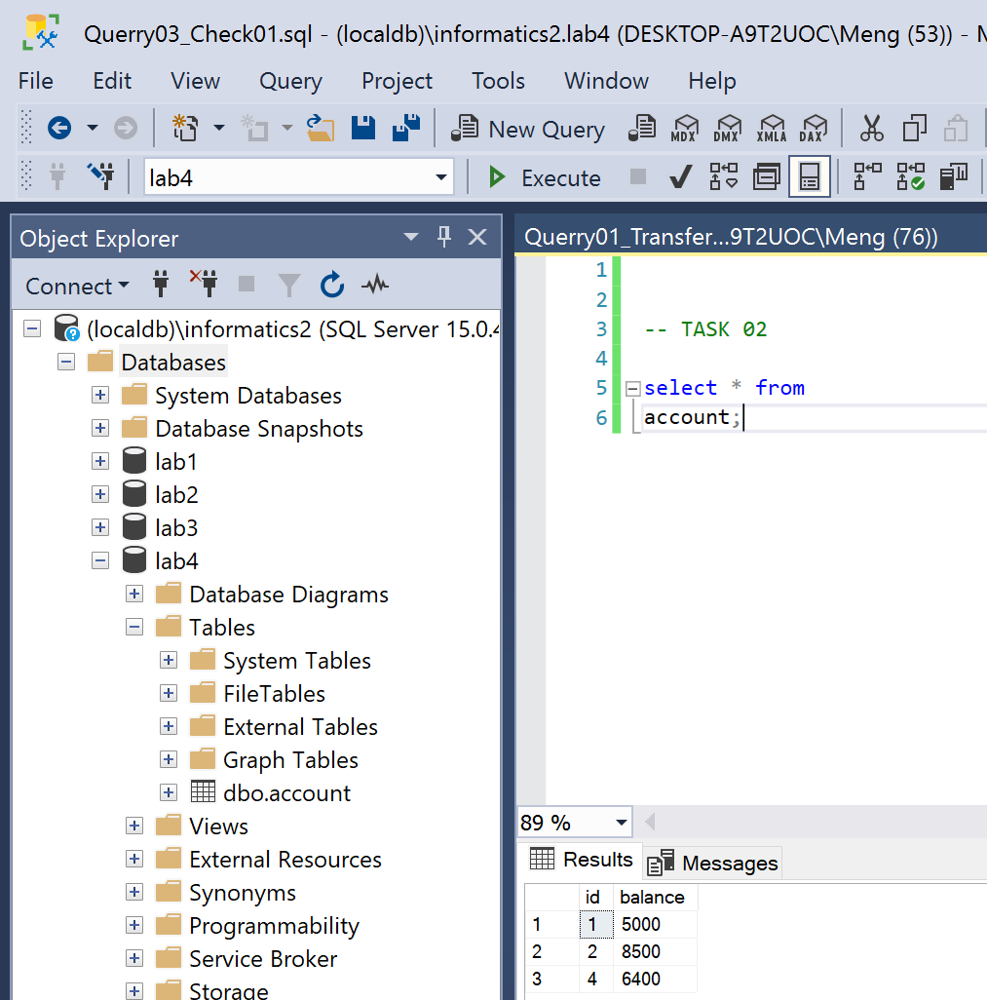 Querry03_Check01.sql - (localdb)\informatics2.lab4 (DESKTOP-A9T2UOC\Meng (53)) -
File Edit View Query Project Tools Window Help
New Query MDX DMX XMLA DAX
lab4 Execute
Object Explorer
Connect
(localdb)\informatics2 (SQL Server 15.0.4
Databases
System Databases
Database Snapshots
lab1
lab2
lab3
lab4
Database Diagrams
Tables
System Tables
FileTables
External Tables
Graph Tables
dbo.account
Views
External Resources
Synonyms
Programmability
Service Broker
Storage
Querry01_Transfer...9T2UOC\Meng (76))
1
2
3 -- TASK 02
4
5 select * from
6 account;
89 %
Results Messages
id balance
1 1 5000
2 2 8500
3 4 6400